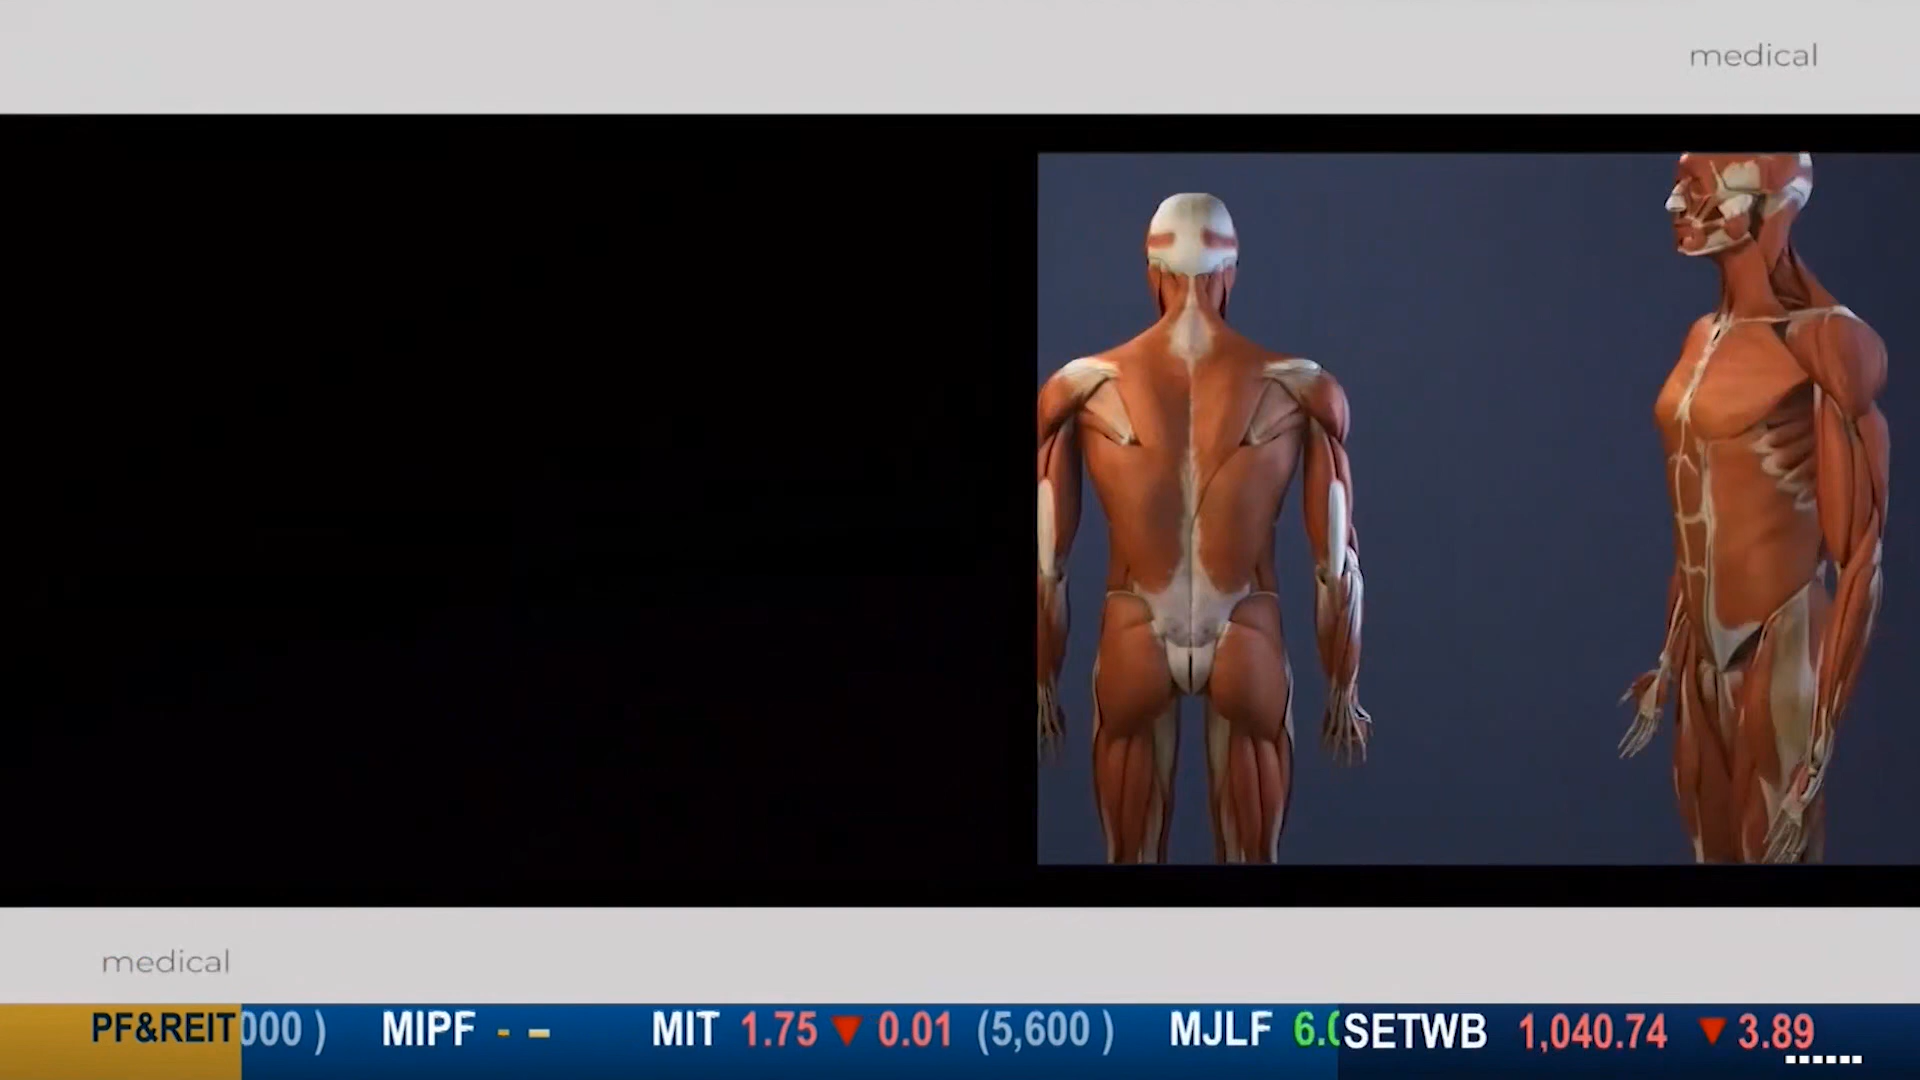 medical
medical
PF&REIT 000 ) MIPF - - MIT 1.75 ▼ 0.01 (5,600 ) MJLF 6.0 SETWB 1,040.74 ▼ 3.89